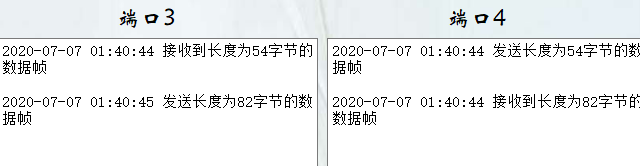 端口3
2020-07-07 01:40:44 接收到长度为54字节的
数据帧
2020-07-07 01:40:45 发送长度为82字节的
数据帧
端口4
2020-07-07 01:40:44 发送长度为54字节的
数据帧
2020-07-07 01:40:44 接收到长度为82字节的
数据帧